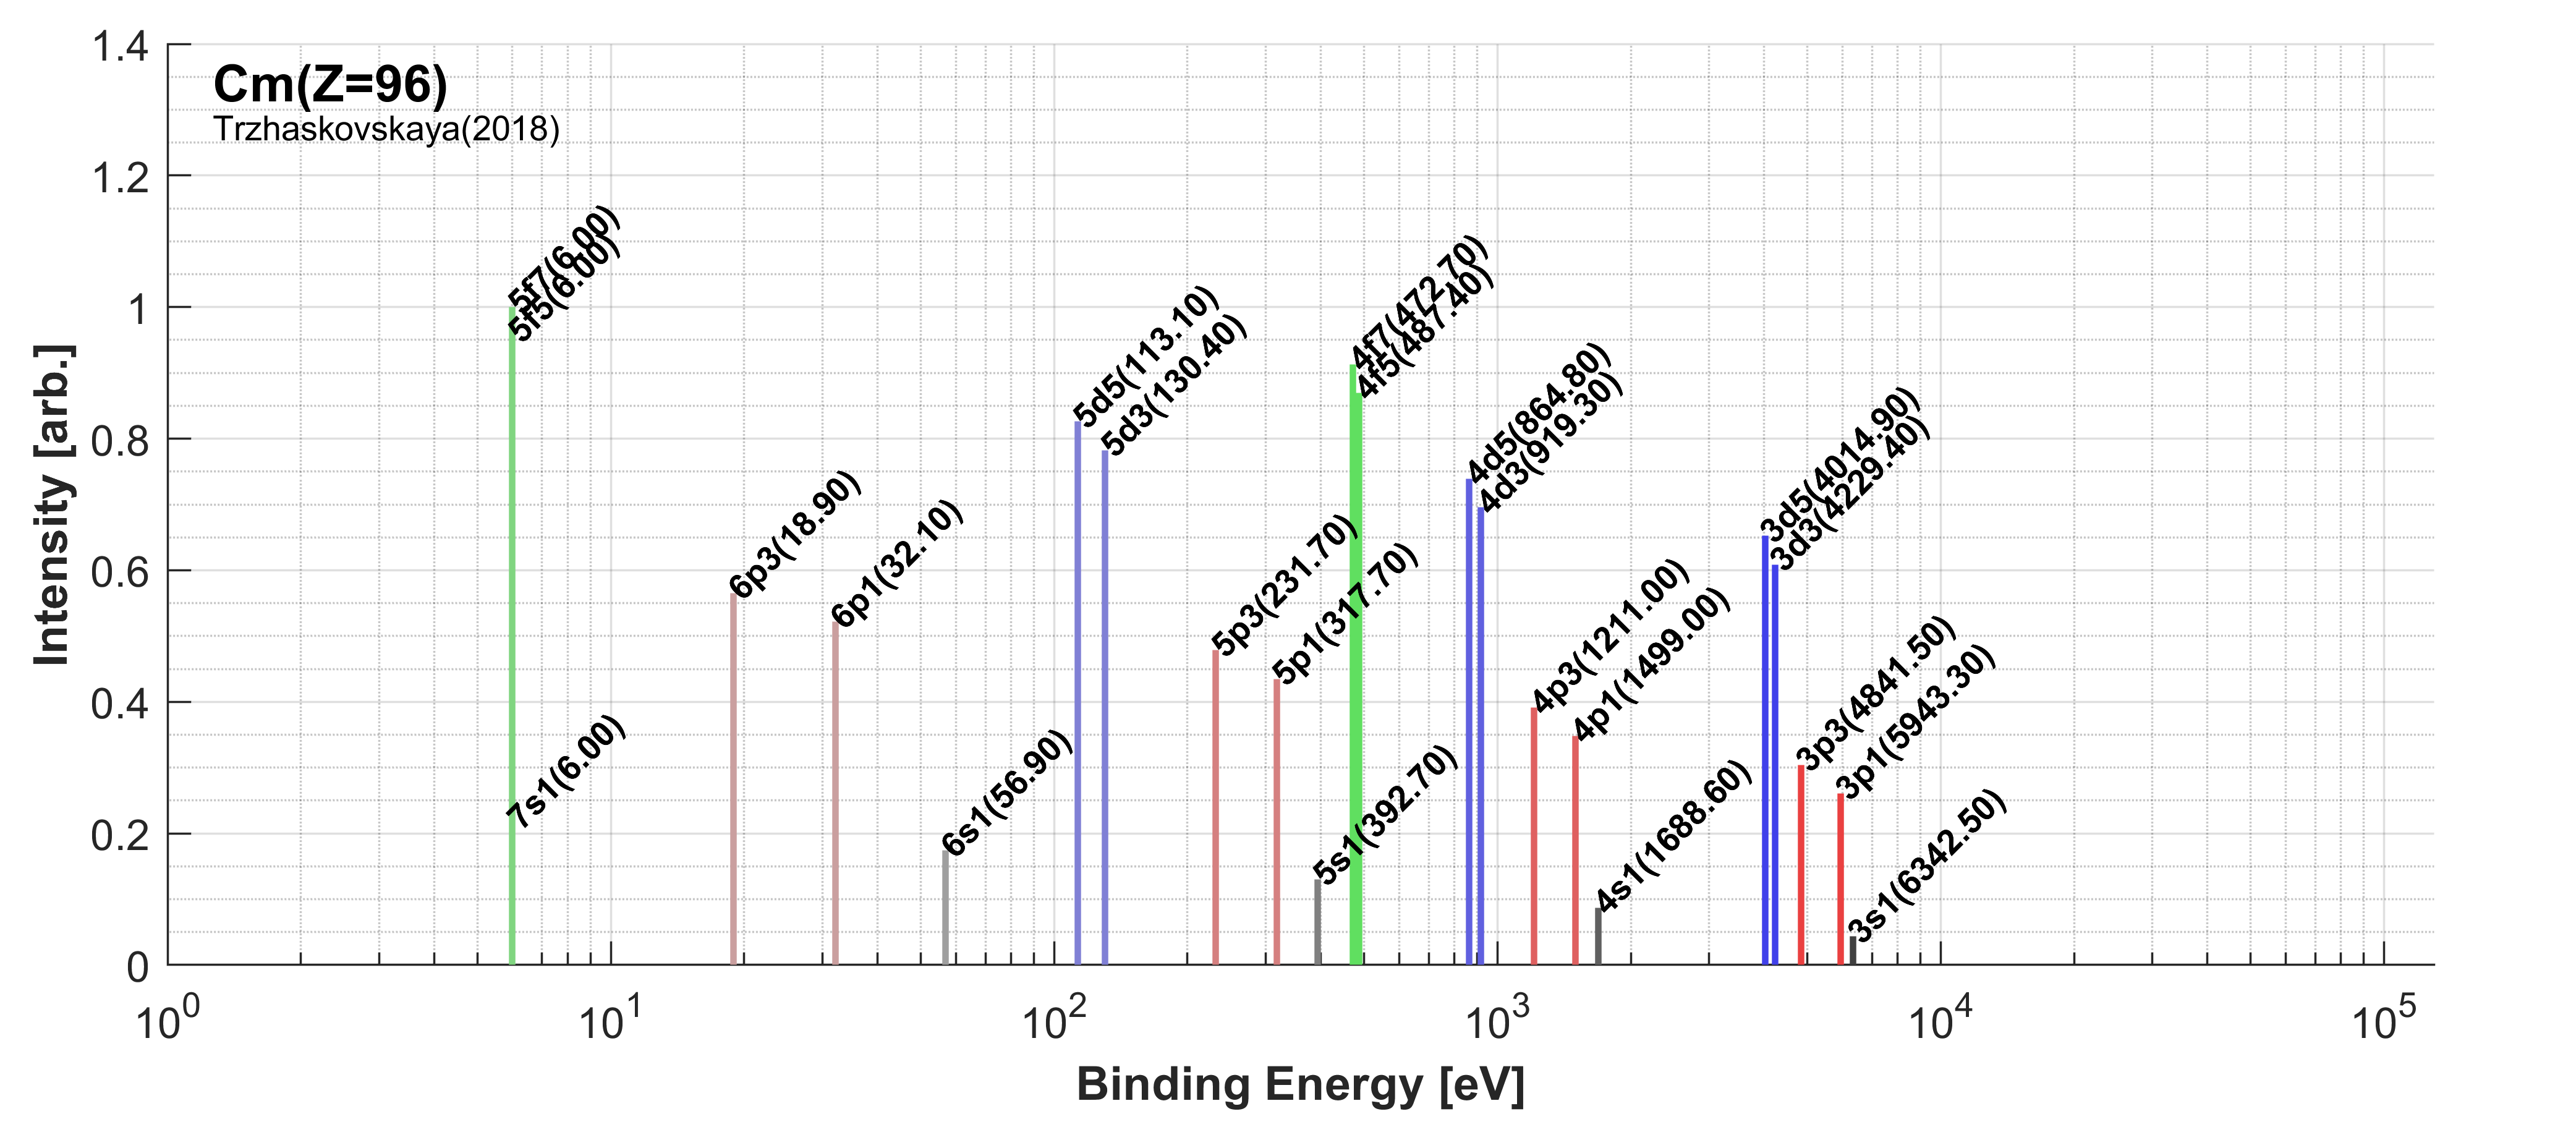 Cm(Z=96)
Trzhaskovskaya(2018)
Intensity [arb.]
1.4
1.2
1
0.8
0.6
0.4
0.2
0
5f7(6.00)
5f5(6.00)
7s1(6.00)
6p3(18.90)
6p1(32.10)
6s1(56.90)
5d5(113.10)
5d3(130.40)
5p3(231.70)
5p1(317.70)
5s1(392.70)
4f7(472.70)
4f5(487.40)
4d5(864.80)
4d3(919.30)
4p3(1211.00)
4p1(1499.00)
4s1(1688.60)
3d5(4014.90)
3d3(4229.40)
3p3(4841.50)
3p1(5943.30)
3s1(6342.50)
10^0 10^1 10^2 10^3 10^4 10^5
Binding Energy [eV]